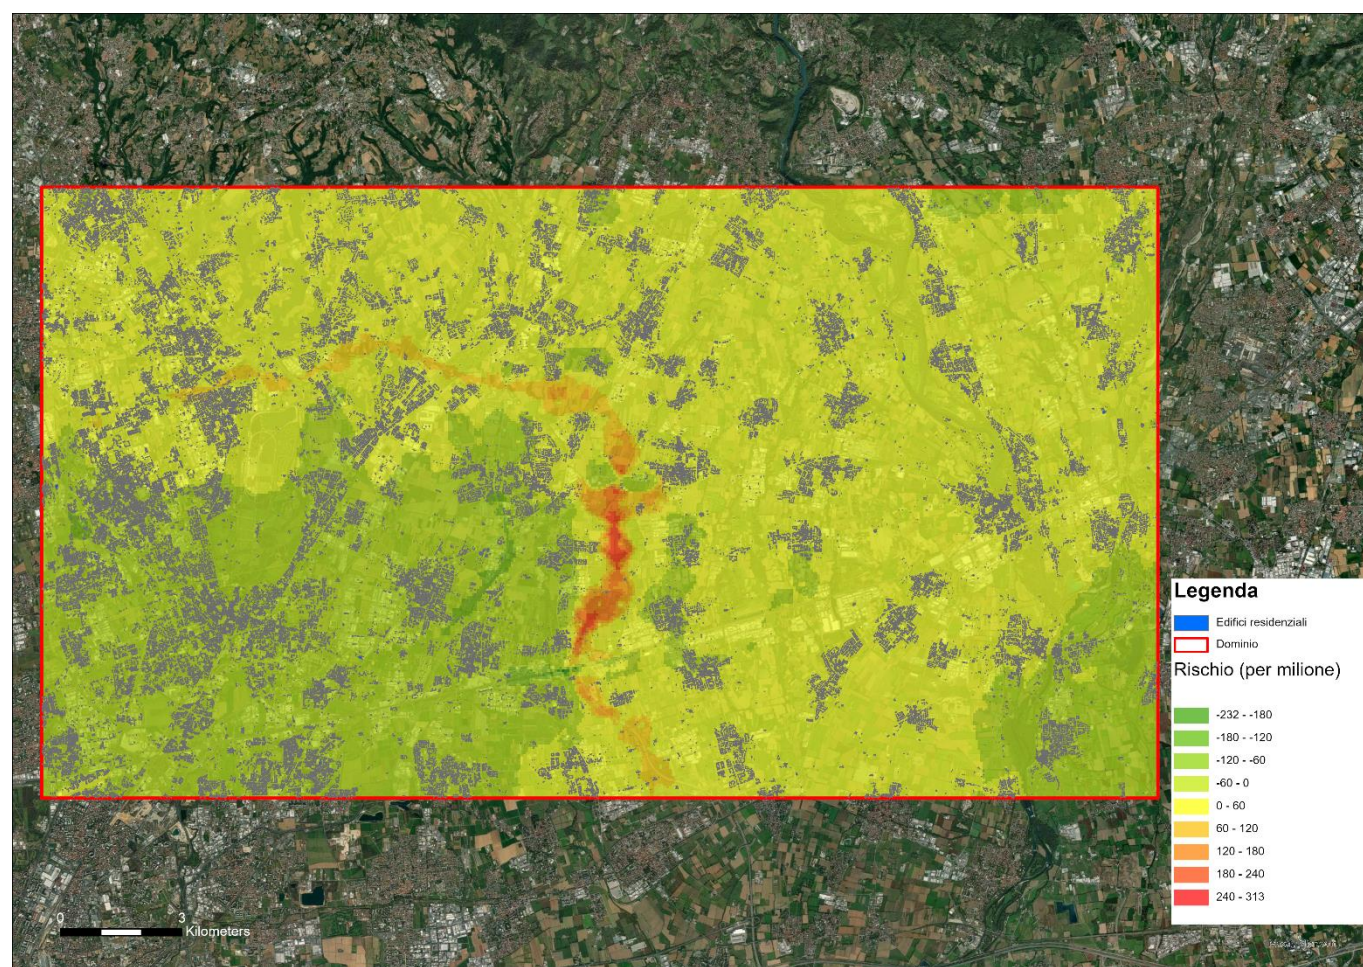 Legenda
Edifici residenziali
Dominio
Rischio (per milione)
-232 - -180
-180 - -120
-120 - -60
-60 - 0
0 - 60
60 - 120
120 - 180
180 - 240
240 - 313
0 3
Kilometers